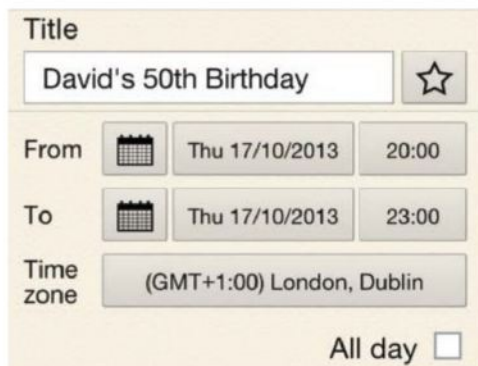 Title
David's 50th Birthday
From Thu 17/10/2013 20:00
To Thu 17/10/2013 23:00
Time
zone
(GMT+1:00) London, Dublin
All day